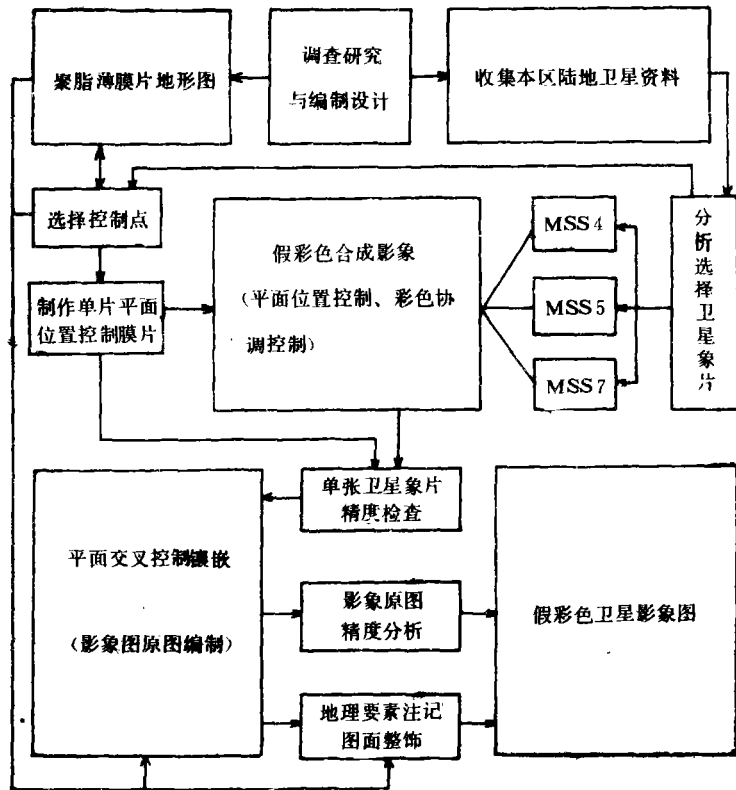 聚脂薄膜片地形图
调查研究
与编制设计
收集本区陆地卫星资料
选择控制点
制作单片平面
位置控制膜片
假彩色合成影象
(平面位置控制、彩色协
调控制)
MSS4
MSS5
MSS7
分析选择卫星象片
单张卫星象片
精度检查
平面交叉控制镶嵌
(影象图原图编制)
影象原图
精度分析
地理要素注记
图面整饰
假彩色卫星影象图